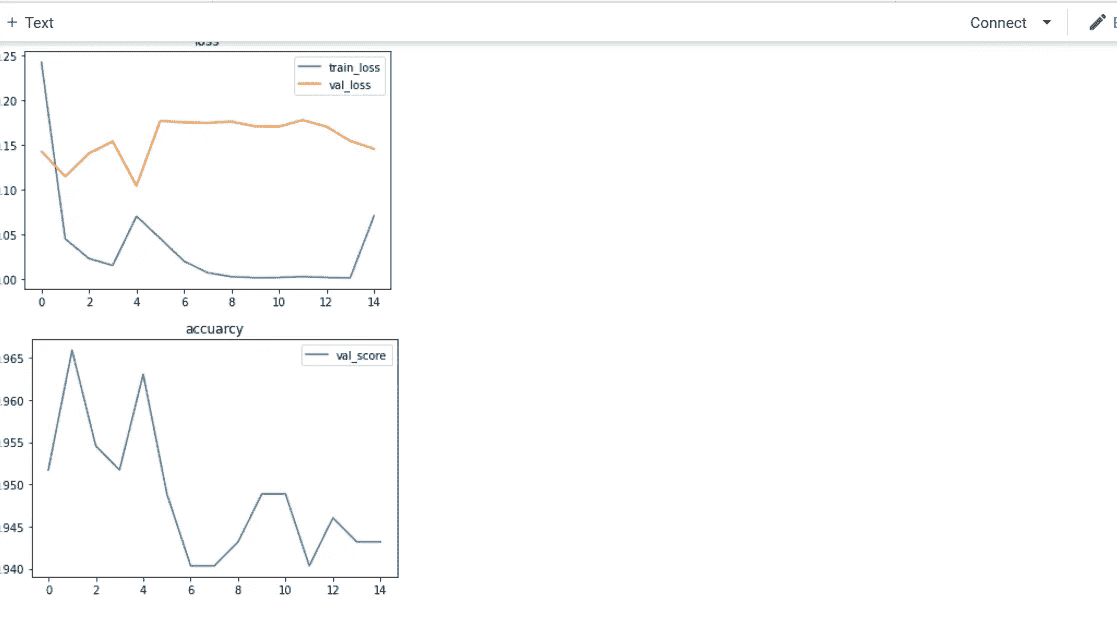 + Text
Connect
loss
.25
train_loss
val_loss
.20
.15
.10
.05
.00
0 2 4 6 8 10 12 14
accuarcy
val_score
.965
.960
.955
.950
.945
.940
0 2 4 6 8 10 12 14